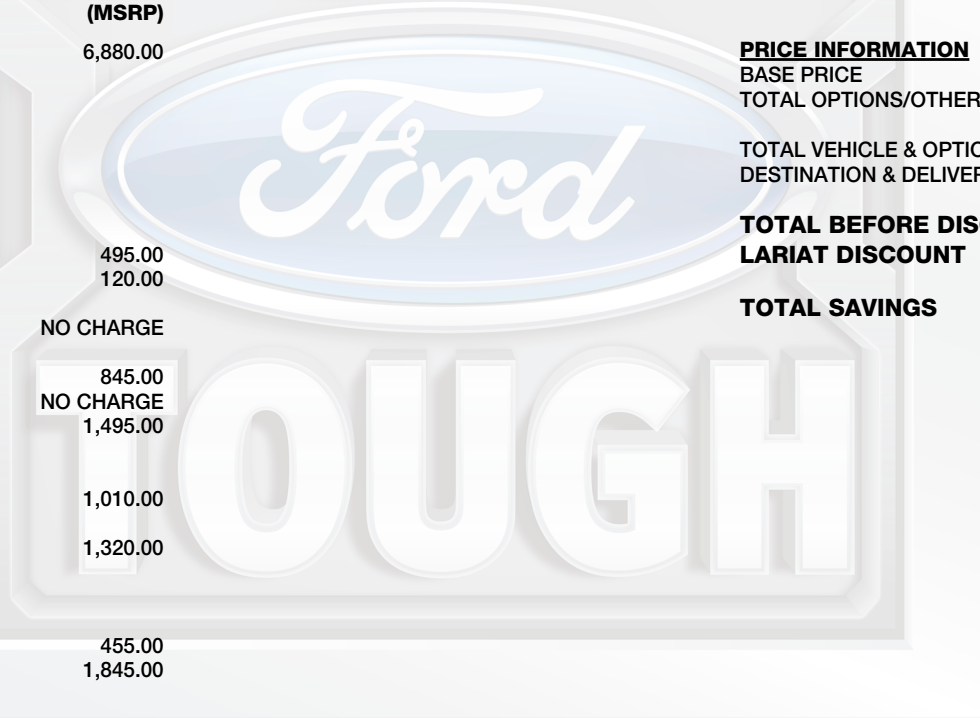 (MSRP)
6,880.00
495.00
120.00
NO CHARGE
845.00
NO CHARGE
1,495.00
1,010.00
1,320.00
455.00
1,845.00
PRICE INFORMATION
BASE PRICE
TOTAL OPTIONS/OTHER
TOTAL VEHICLE & OPTIO
DESTINATION & DELIVER
TOTAL BEFORE DISC
LARIAT DISCOUNT
TOTAL SAVINGS
Ford
TOUGH